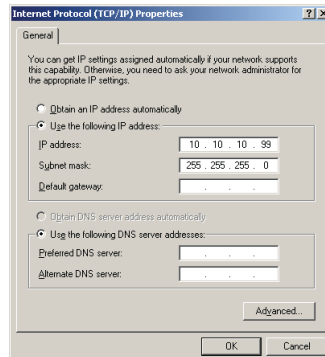 Internet Protocol (TCP/IP) Properties
General
You can get IP settings assigned automatically if your network supports
this capability. Otherwise, you need to ask your network administrator for
the appropriate IP settings.
Obtain an IP address automatically
Use the following IP address:
IP address: 10 . 10 . 10 . 99
Subnet mask: 255 . 255 . 255 . 0
Default gateway: . . .
Obtain DNS server address automatically
Use the following DNS server addresses:
Preferred DNS server: . . .
Alternate DNS server: . . .
Advanced...
OK Cancel